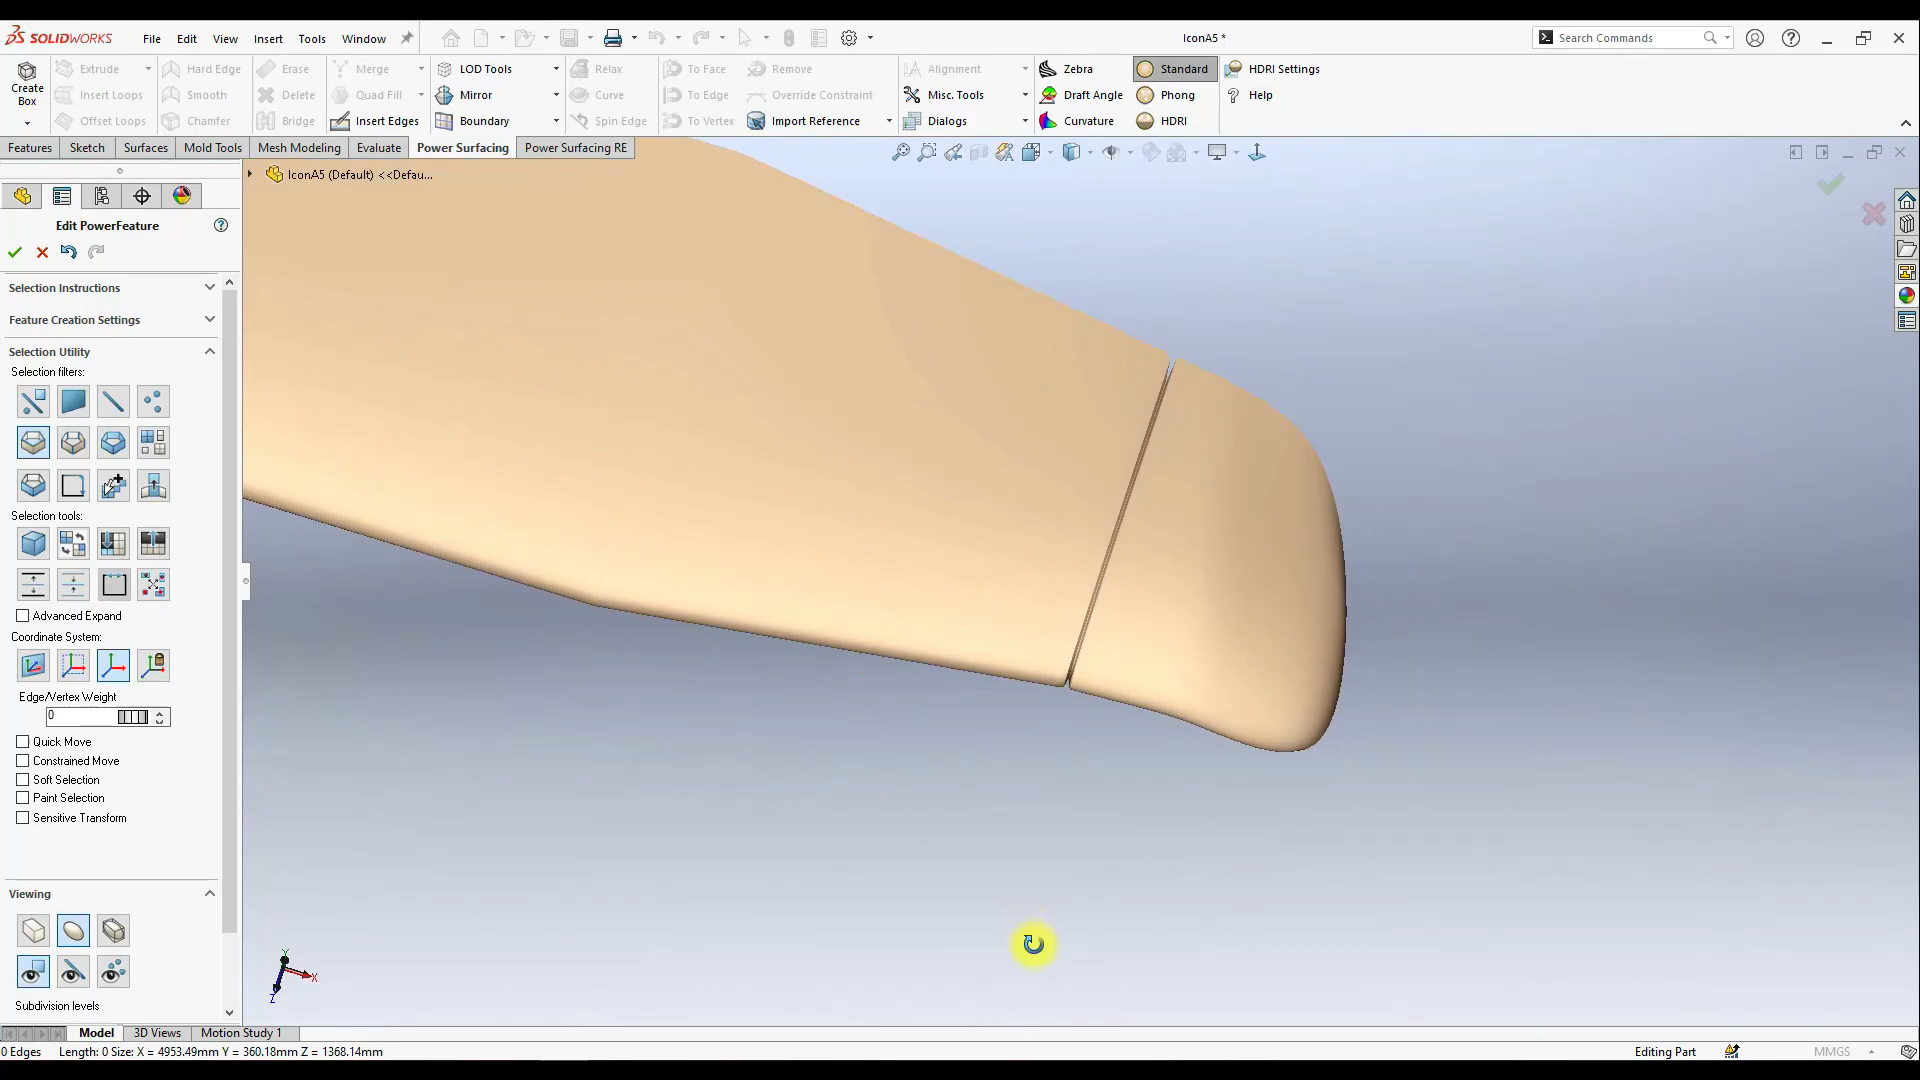 SOLIDWORKS File Edit View Insert Tools Window IconA5 * Search Commands
Create Box
Extrude Hard Edge Erase Merge LOD Tools Relax To Face Remove Alignment Zebra Standard HDRI Settings
Insert Loops Smooth Delete Quad Fill Mirror Curve To Edge Override Constraint Misc. Tools Draft Angle Phong Help
Offset Loops Chamfer Bridge Insert Edges Boundary Spin Edge To Vertex Import Reference Dialogs Curvature HDRI
Features Sketch Surfaces Mold Tools Mesh Modeling Evaluate Power Surfacing Power Surfacing RE
IconA5 (Default) <<Defau...
Edit PowerFeature
Selection Instructions
Feature Creation Settings
Selection Utility
Selection filters:
Selection tools:
Advanced Expand
Coordinate System:
Edge/Vertex Weight
0
Quick Move
Constrained Move
Soft Selection
Paint Selection
Sensitive Transform
Viewing
Y
X
Z
Subdivision levels
Model 3D Views Motion Study 1
0 Edges Length: 0 Size: X = 4953.49mm Y = 360.18mm Z = 1368.14mm Editing Part MMGS